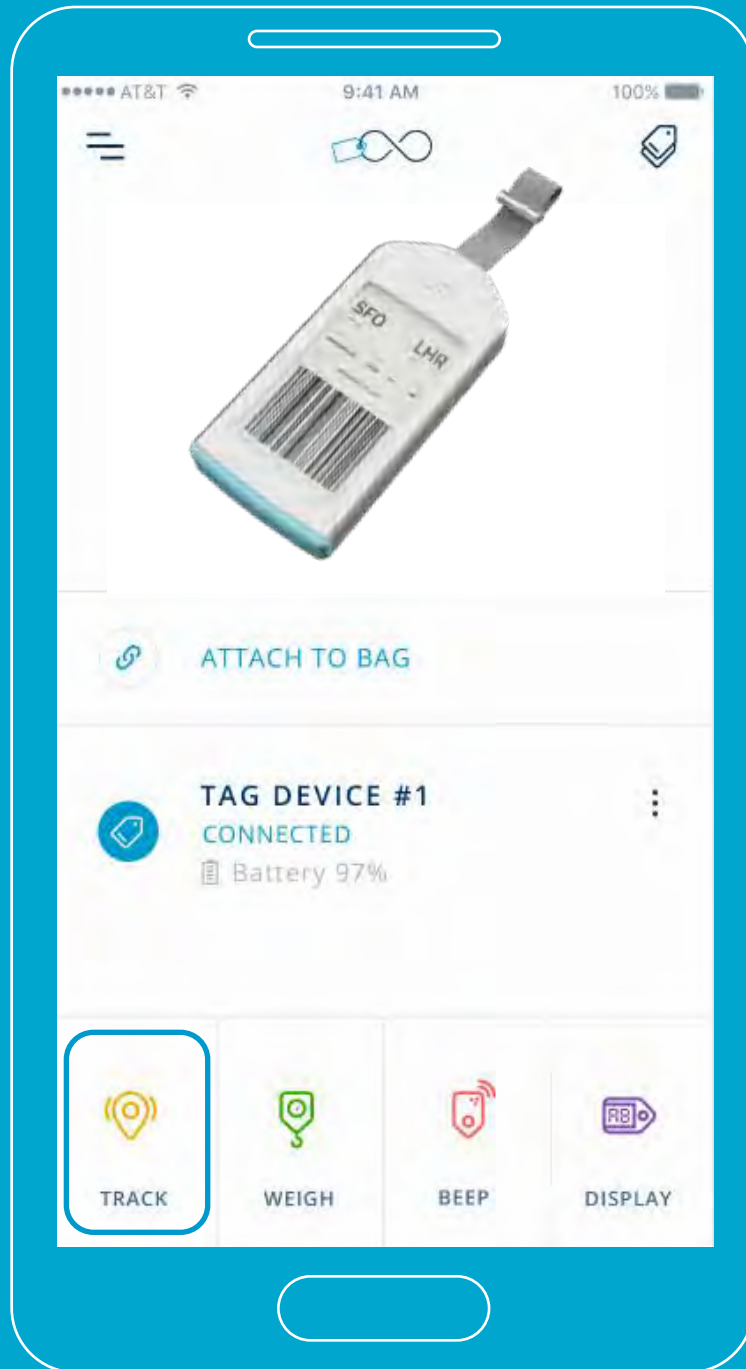 AT&T 9:41 AM 100%
SFO
LHR
ATTACH TO BAG
TAG DEVICE #1
CONNECTED
Battery 97%
TRACK WEIGH BEEP DISPLAY